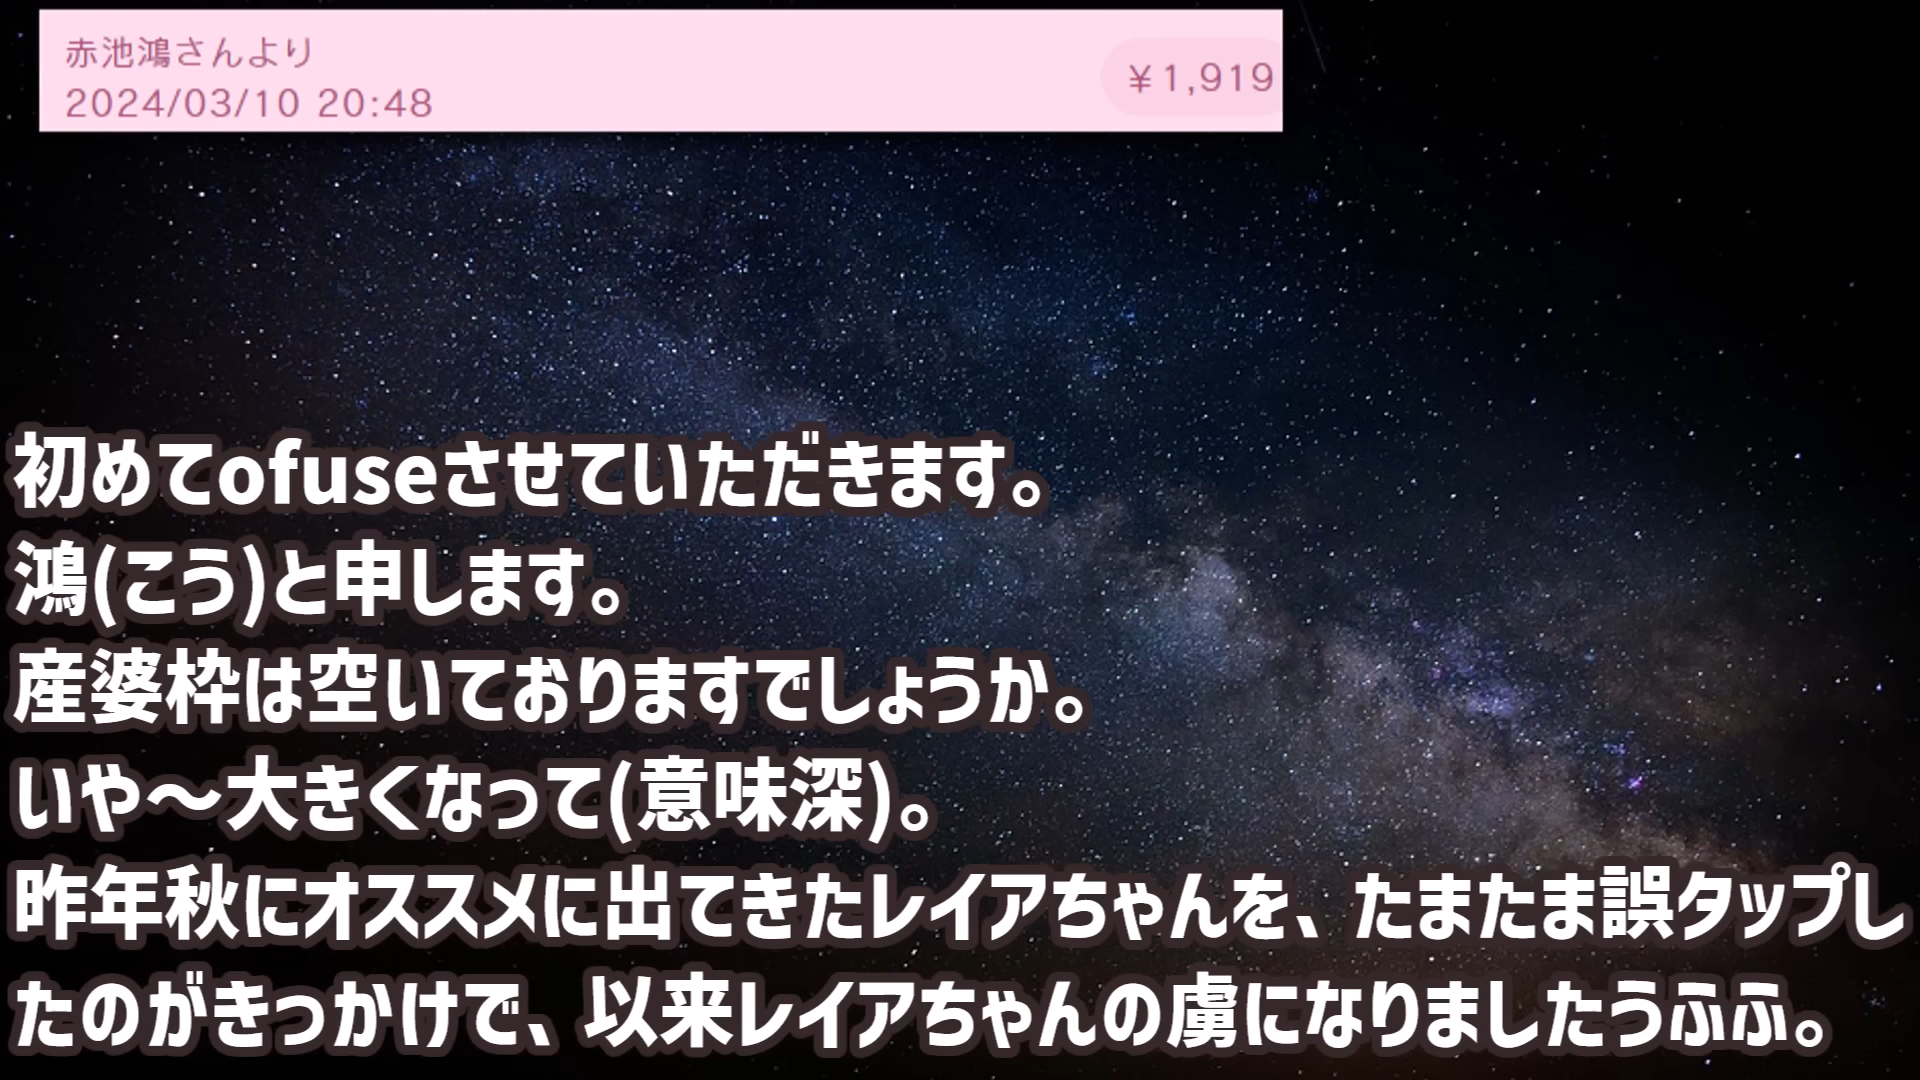 赤池鴻さんより
2024/03/10 20:48
¥1,919
初めてofuseさせていただきます。
鴻(こう)と申します。
産婆枠は空いておりますでしょうか。
いや～大きくなって(意味深)。
昨年秋にオススメに出てきたレイアちゃんを、たまたま誤タップし
たのがきっかけで、以来レイアちゃんの虜になりましたうふふ。